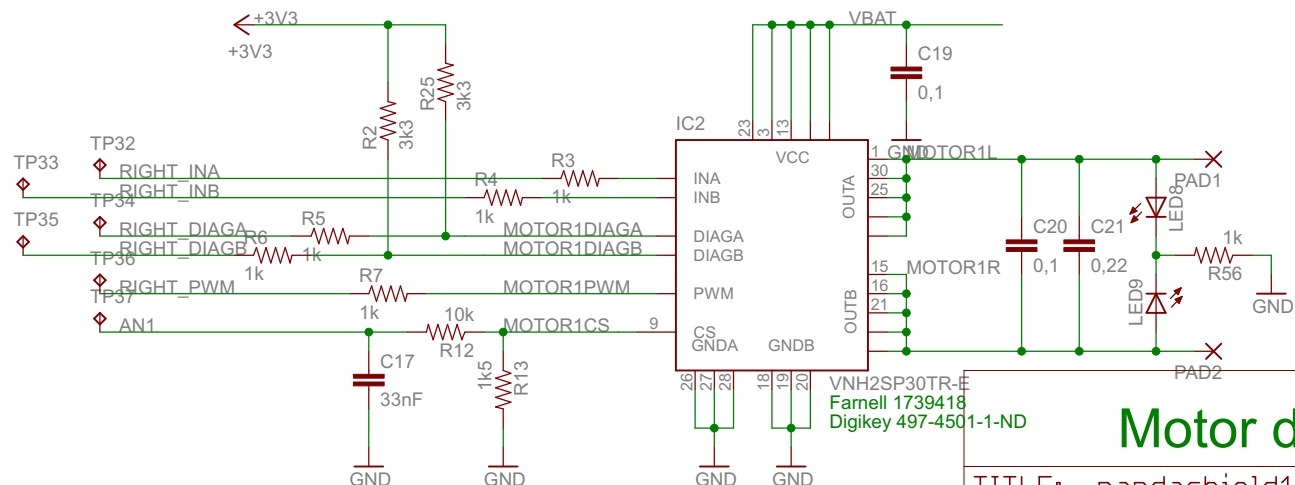 +3V3
+3V3
VBAT
C19
0,1
GND
R25
3k3
R2
3k3
IC2
23
3
13
VCC
TP32
TP33
RIGHT_INA
R3
1k
INA
RIGHT_INB
R4
1k
INB
TP34
TP35
RIGHT_DIAGA
R5
1k
MOTOR1DIAGA
DIAGA
RIGHT_DIAGB
R6
1k
MOTOR1DIAGB
DIAGB
TP36
RIGHT_PWM
R7
1k
MOTOR1PWM
PWM
TP37
AN1
10k
R12
MOTOR1CS
9
CS
GNDA
GNDB
C17
33nF
1k5
R13
GND
GND
26
27
28
18
19
20
GND
GND
OUTA
1
30
25
MOTOR1L
PAD1
OUTB
15
16
21
MOTOR1R
PAD2
C20
0,1
C21
0,22
LED8
LED9
1k
R56
GND
VNH2SP30TR-E
Farnell 1739418
Digikey 497-4501-1-ND
Motor d
TITLE: pandashield1